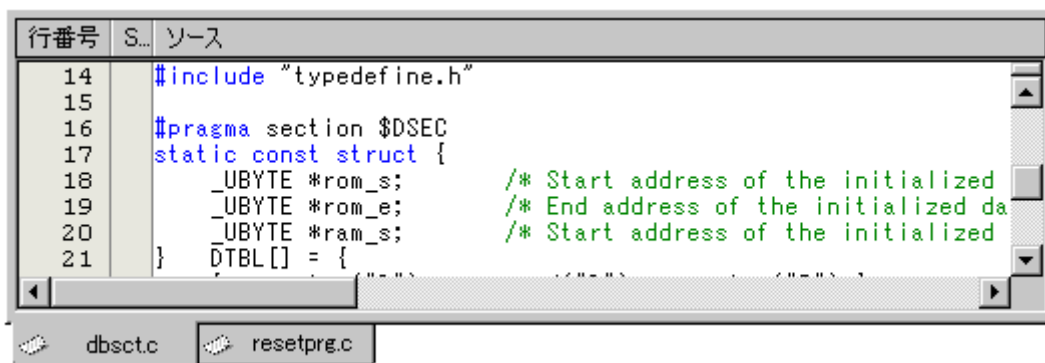 行番号 S... ソース
14 #include "typedefine.h"
15
16 #pragma section $DSEC
17 static const struct {
18 _UBYTE *rom_s; /* Start address of the initialized
19 _UBYTE *rom_e; /* End address of the initialized da
20 _UBYTE *ram_s; /* Start address of the initialized
21 } DTBL[] = {
dbsct.c resetprg.c